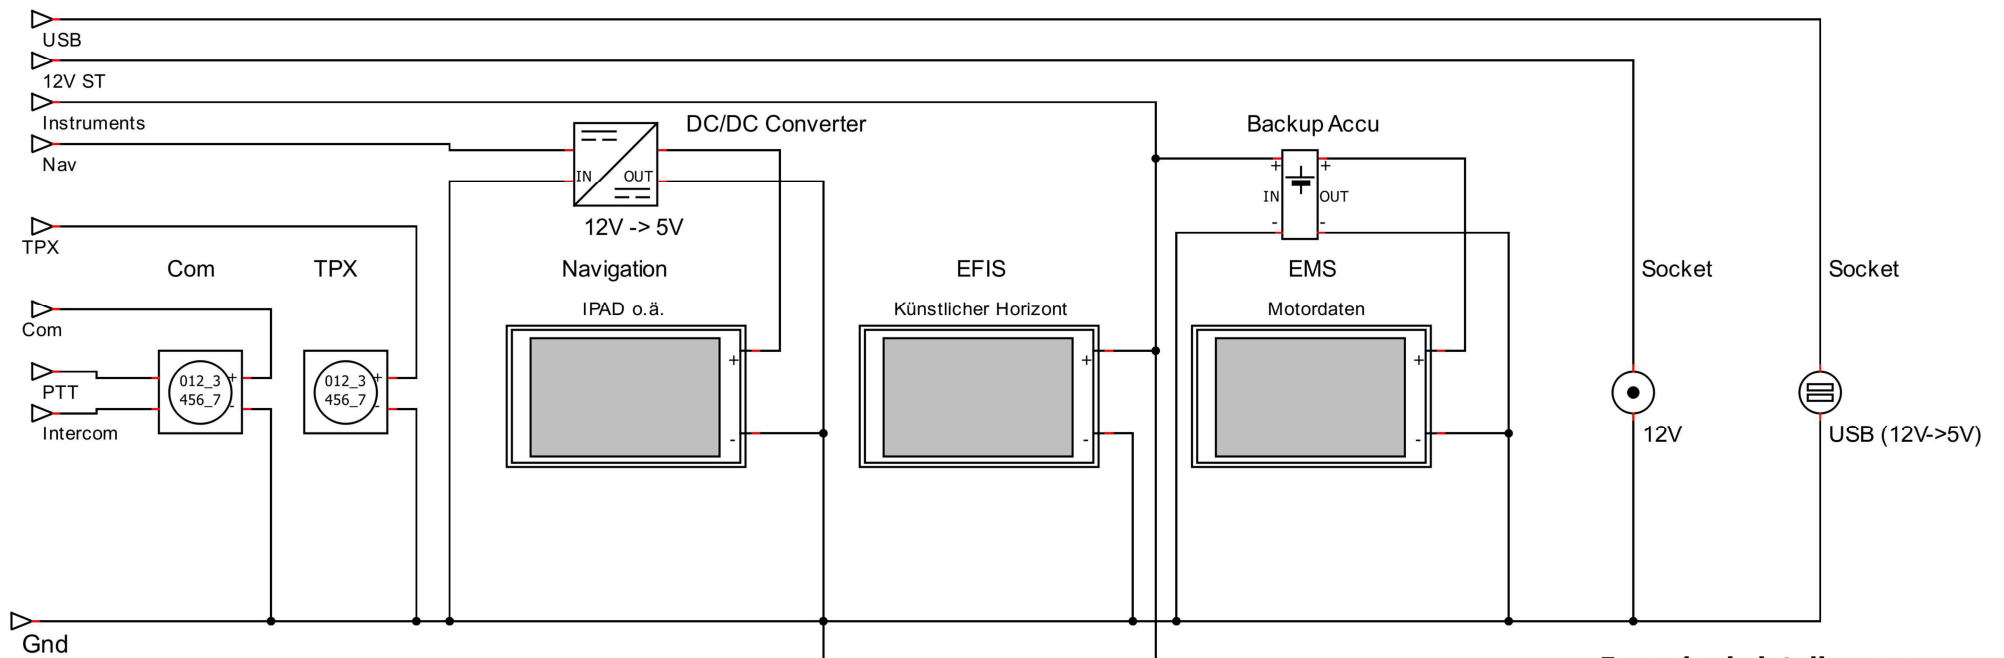 USB
12V ST
Instruments
Nav
TPX
Com
PTT
Intercom
Gnd
Com
012_3
456_7
+
-
TPX
012_3
456_7
+
-
DC/DC Converter
IN
OUT
12V -> 5V
Navigation
IPAD o.ä.
+
-
EFIS
Künstlicher Horizont
+
-
Backup Accu
+
+
IN
OUT
-
-
EMS
Motordaten
+
-
Socket
12V
Socket
USB (12V->5V)